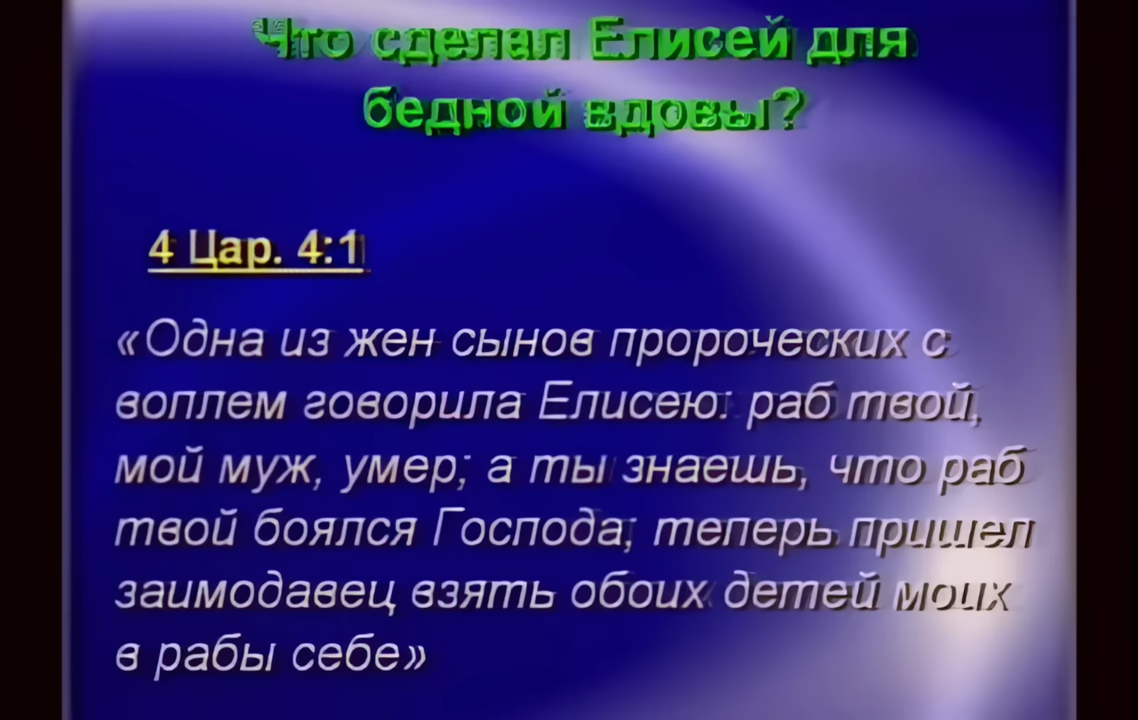 Что сделал Елисей для
бедной вдовы?
4 Цар. 4:1
«Одна из жен сынов пророческих с
воплем говорила Елисею: раб твой,
мой муж, умер; а ты знаешь, что раб
твой боялся Господа; теперь пришел
заимодавец взять обоих детей моих
в рабы себе»